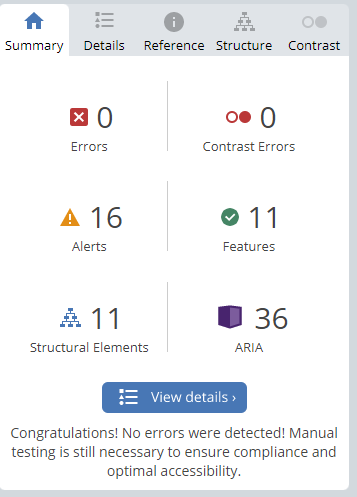 Summary Details Reference Structure Contrast
0 0
Errors Contrast Errors
16 11
Alerts Features
11 36
Structural Elements ARIA
View details ›
Congratulations! No errors were detected! Manual
testing is still necessary to ensure compliance and
optimal accessibility.